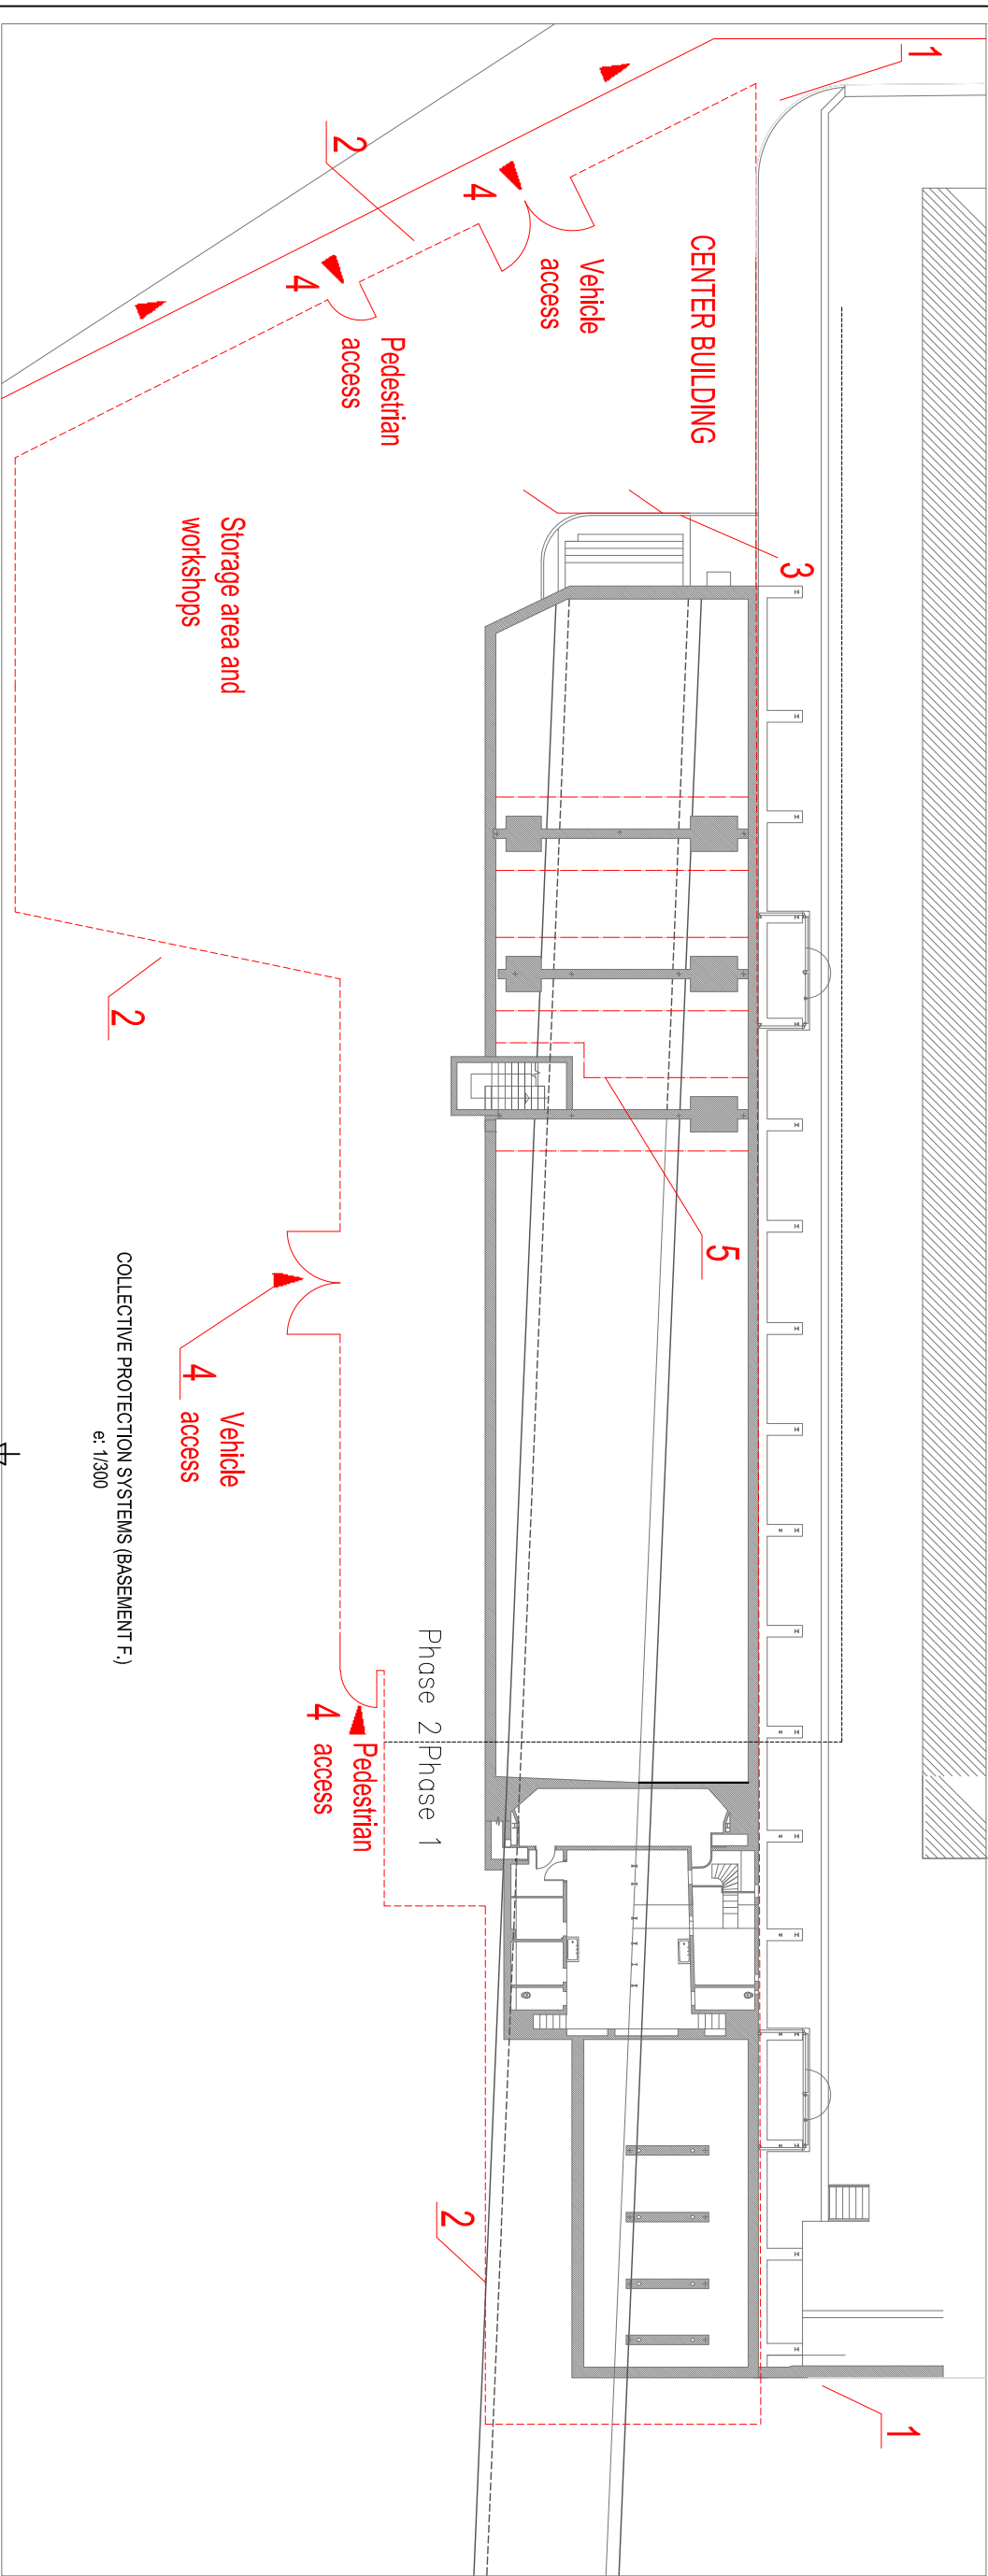 1
1
3
5
CENTER BUILDING
Vehicle
access
4
2
Phase 2 Phase 1
Pedestrian
access
2
4
Pedestrian
4 access
Storage area and
workshops
Vehicle
4 access
2
COLLECTIVE PROTECTION SYSTEMS (BASEMENT F.)
e: 1/300